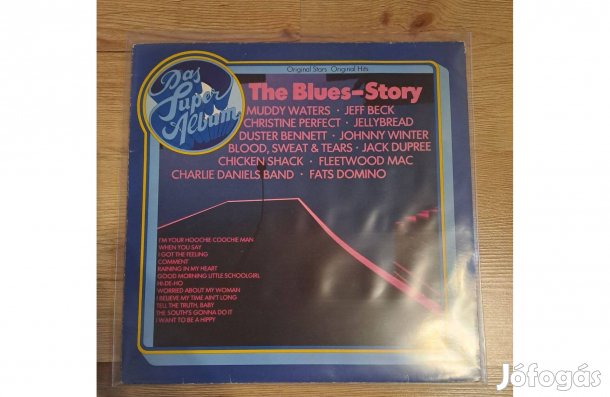 Das
Super
Album
Original Stars · Original Hits
The Blues-Story
MUDDY WATERS · JEFF BECK
CHRISTINE PERFECT · JELLYBREAD
DUSTER BENNETT · JOHNNY WINTER
BLOOD, SWEAT & TEARS · JACK DUPREE
CHICKEN SHACK · FLEETWOOD MAC
CHARLIE DANIELS BAND · FATS DOMINO
I'M YOUR HOOCHIE COOCHIE MAN
WHEN YOU SAY
I GOT THE FEELING
COMMENT
RAINING IN MY HEART
GOOD MORNING LITTLE SCHOOLGIRL
HI-DE-HO
WORRIED ABOUT MY WOMAN
I BELIEVE MY TIME AIN'T LONG
TELL THE TRUTH, BABY
THE SOUTH'S GONNA DO IT
I WANT TO BE A HIPPY
Jófogás